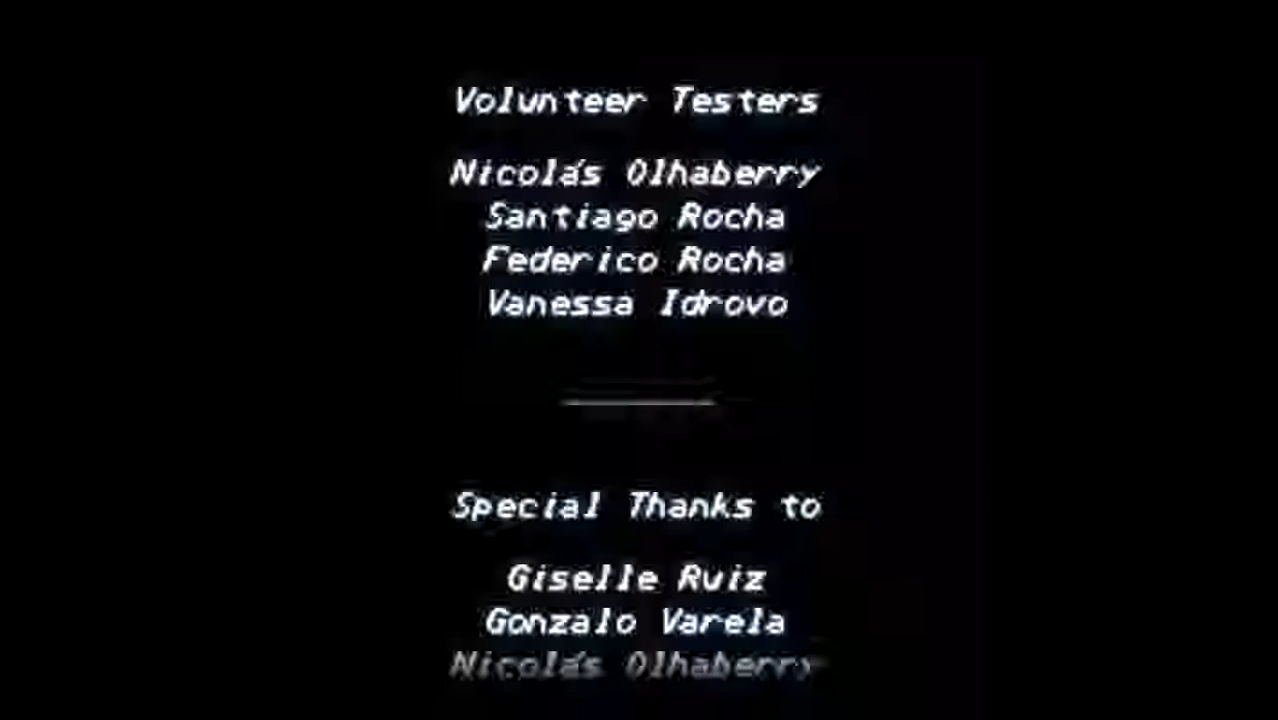 Volunteer Testers
Nicolás Olhaberry
Santiago Rocha
Federico Rocha
Vanessa Idrovo
Special Thanks to
Giselle Ruiz
Gonzalo Varela
Nicolás Olhaberry